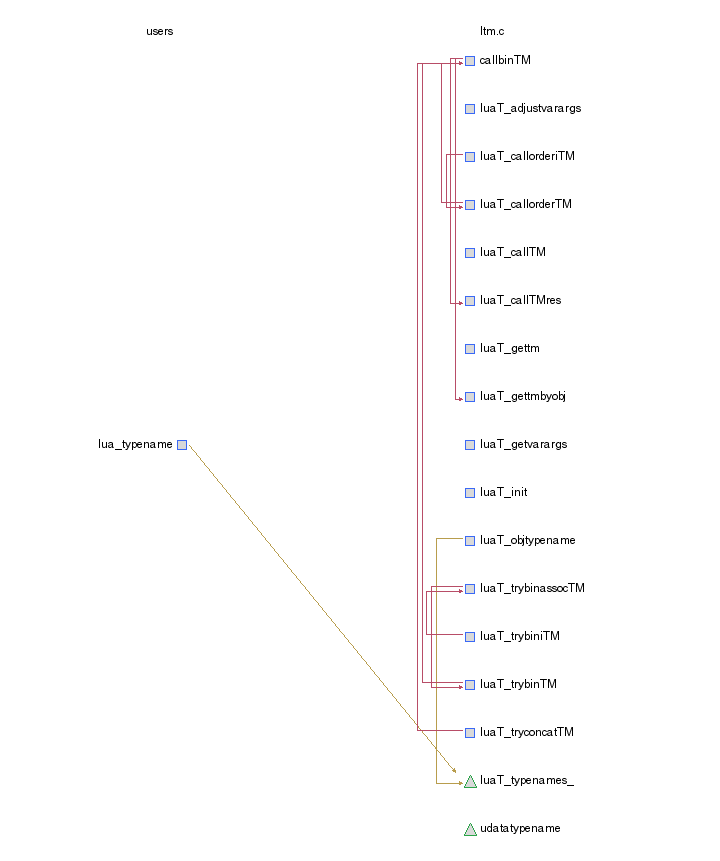 users
ltm.c
callbinTM
luaT_adjustvarargs
luaT_callorderiTM
luaT_callorderTM
luaT_callTM
luaT_callTMres
luaT_gettm
luaT_gettmbyobj
lua_typename
luaT_getvarargs
luaT_init
luaT_objtypename
luaT_trybinassocTM
luaT_trybiniTM
luaT_trybinTM
luaT_tryconcatTM
luaT_typenames_
udatatypename